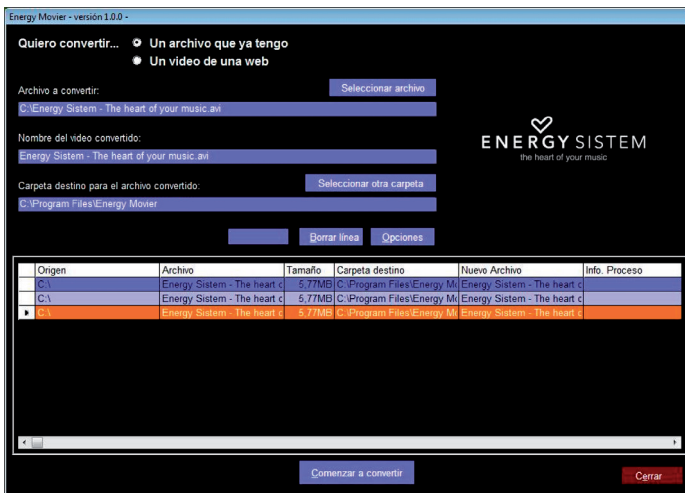 Energy Movier - versión 1.0.0 -
Quiero convertir... Un archivo que ya tengo
Un video de una web
Archivo a convertir: Seleccionar archivo
C:\Energy Sistem - The heart of your music.avi
Nombre del video convertido:
Energy Sistem - The heart of your music.avi
ENERGY SISTEM
the heart of your music
Carpeta destino para el archivo convertido: Seleccionar otra carpeta
C:\Program Files\Energy Movier
Borrar línea Opciones
Origen Archivo Tamaño Carpeta destino Nuevo Archivo Info. Proceso
C:\ Energy Sistem - The heart c 5,77MB C:\Program Files\Energy Mo Energy Sistem - The heart c
C:\ Energy Sistem - The heart c 5,77MB C:\Program Files\Energy Mo Energy Sistem - The heart c
C:\ Energy Sistem - The heart c 5,77MB C:\Program Files\Energy Mo Energy Sistem - The heart c
Comenzar a convertir
Cerrar